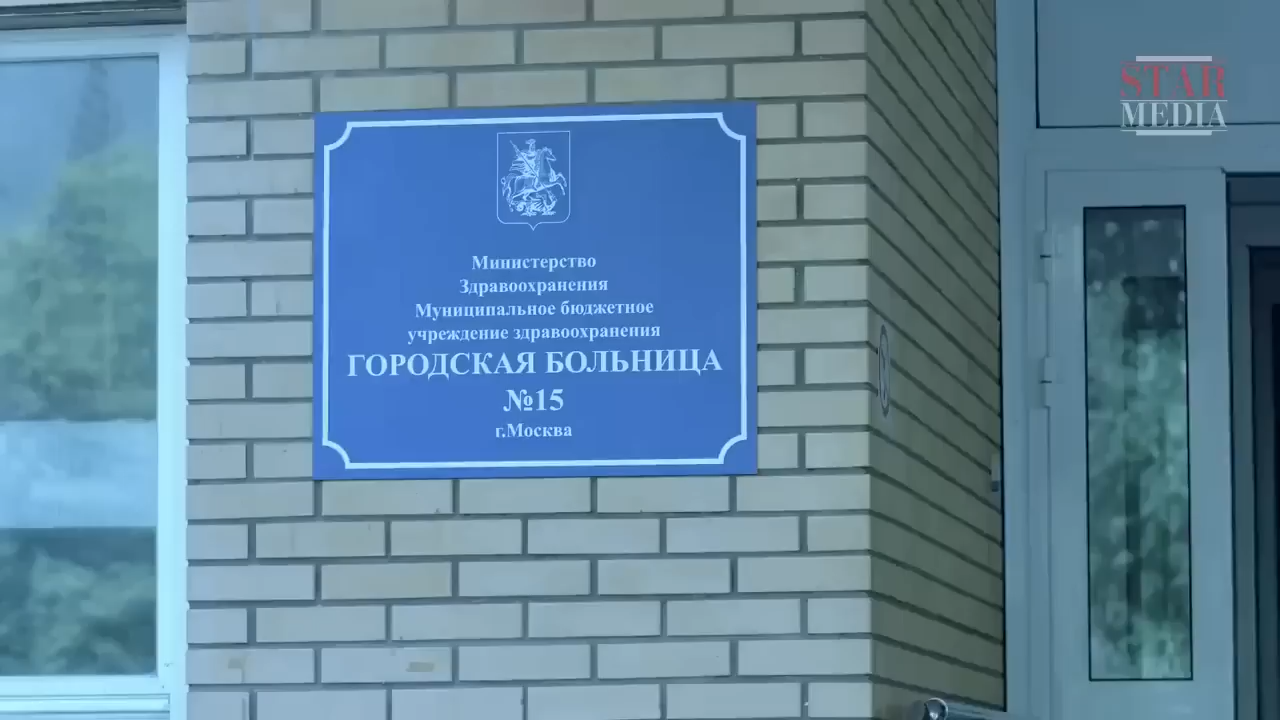 STAR
MEDIA
Министерство
Здравоохранения
Муниципальное бюджетное
учреждение здравоохранения
ГОРОДСКАЯ БОЛЬНИЦА
№15
г.Москва